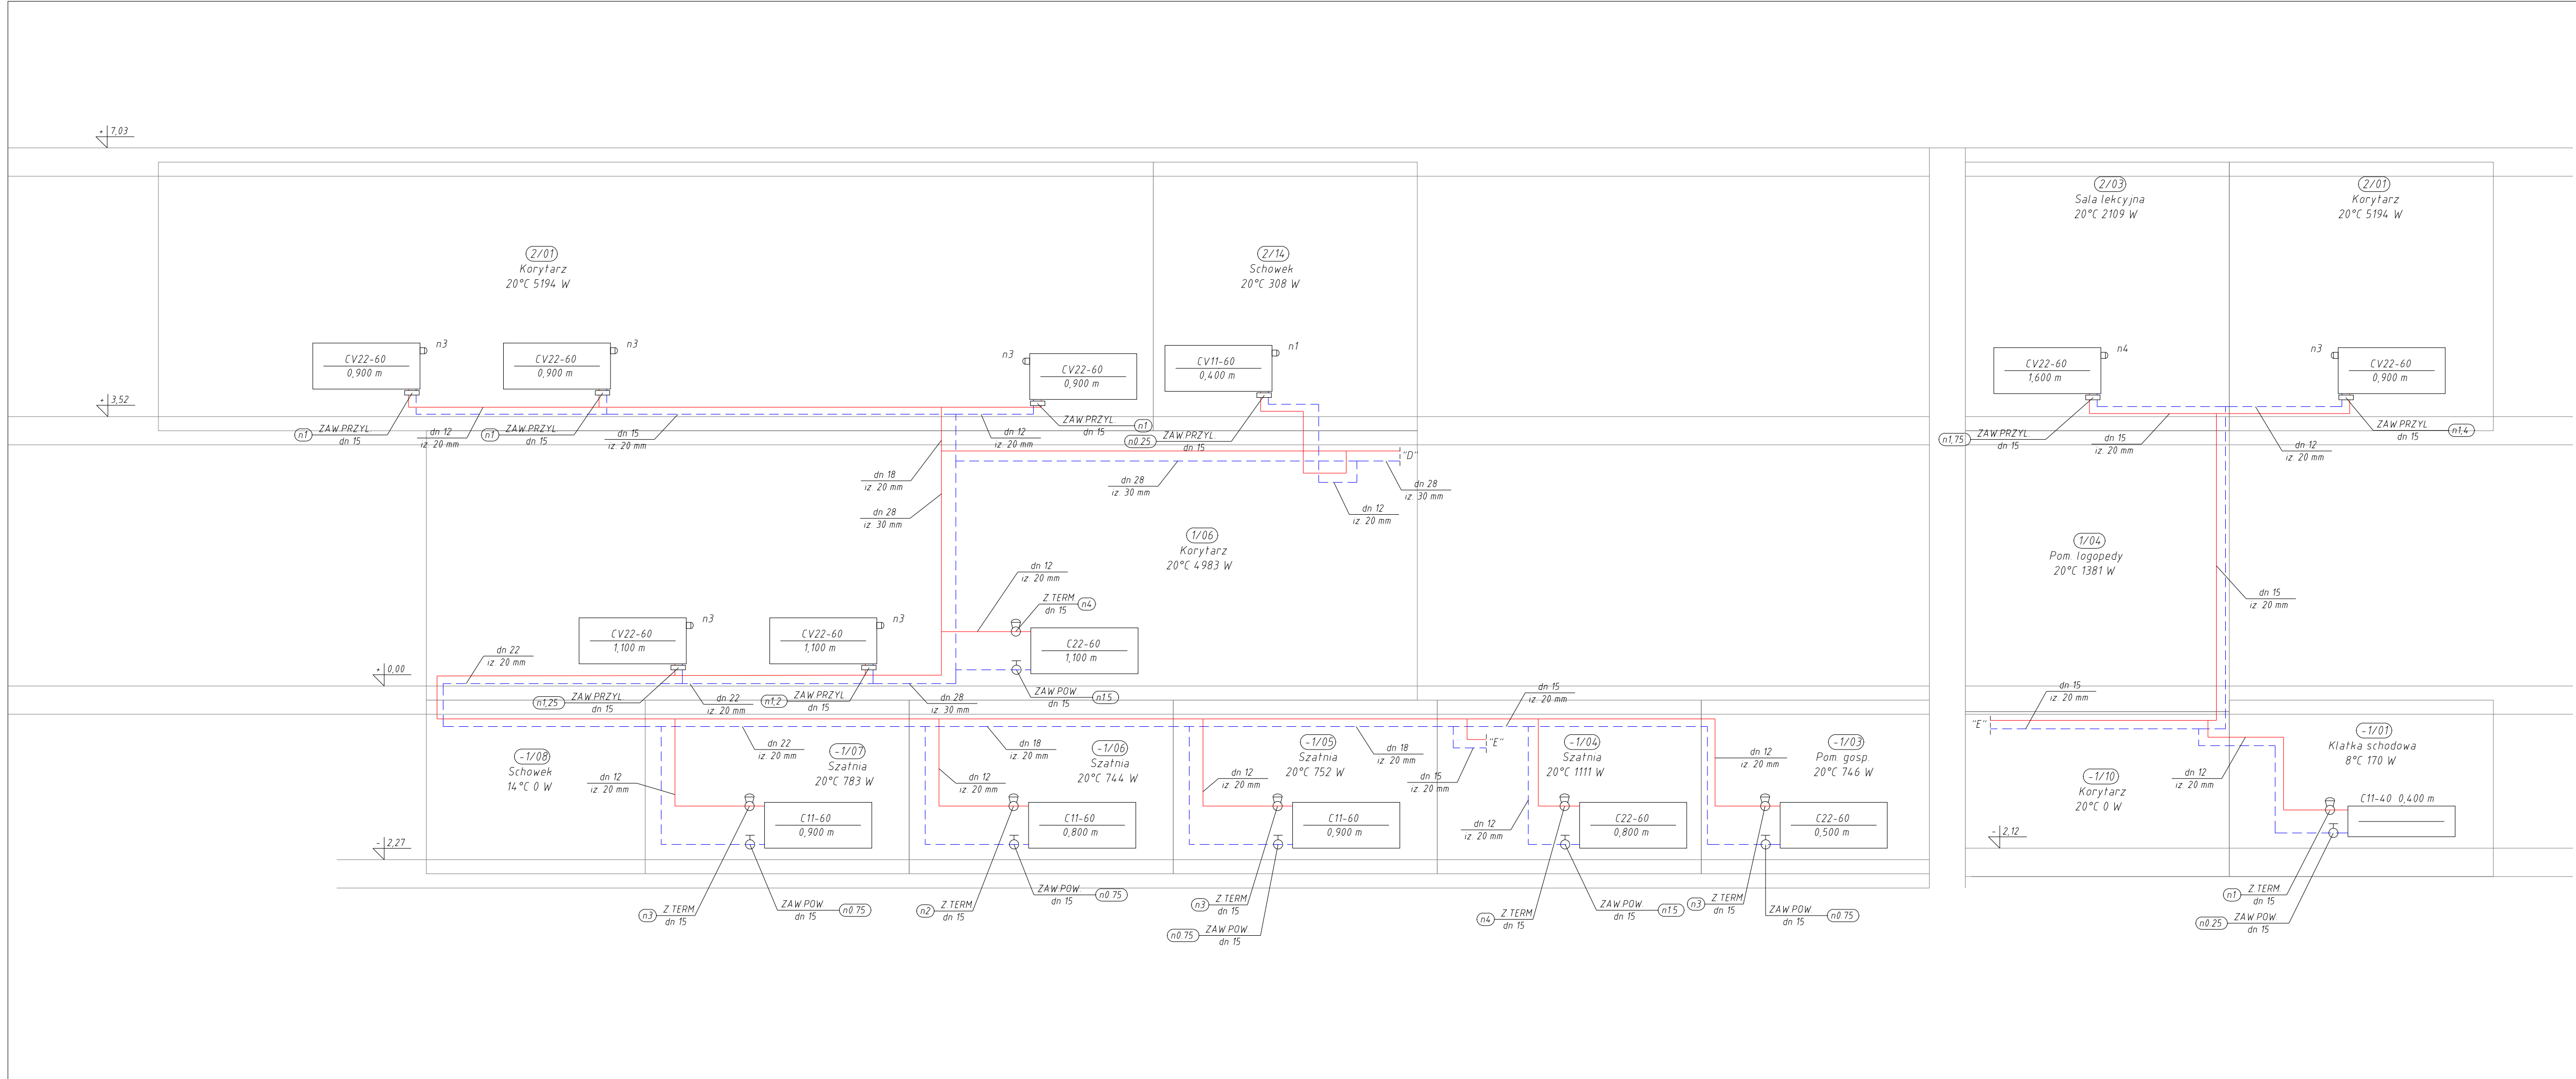 + 7,03
2/03
Sala lekcyjna
20°C 2109 W
2/01
Korytarz
20°C 5194 W
2/01
Korytarz
20°C 5194 W
2/14
Schowek
20°C 308 W
CV22-60
0,900 m
n3
CV22-60
0,900 m
n3
n3
CV22-60
0,900 m
CV11-60
0,400 m
n1
CV22-60
1,600 m
n4
n3
CV22-60
0,900 m
+ 3,52
n1
ZAW.PRZYL.
dn 15
dn 12
iz. 20 mm
n1
ZAW.PRZYL.
dn 15
dn 15
iz. 20 mm
dn 12
iz. 20 mm
ZAW.PRZYL.
dn 15
n1
n0.25
ZAW.PRZYL.
dn 15
n1,75
ZAW.PRZYL.
dn 15
dn 15
iz. 20 mm
dn 12
iz. 20 mm
ZAW.PRZYL.
dn 15
n1,4
"D"
dn 18
iz. 20 mm
dn 28
iz. 30 mm
dn 28
iz. 30 mm
dn 28
iz. 30 mm
dn 12
iz. 20 mm
1/06
Korytarz
20°C 4983 W
1/04
Pom. logopedy
20°C 1381 W
dn 12
iz. 20 mm
Z.TERM.
dn 15
n4
dn 15
iz. 20 mm
CV22-60
1,100 m
n3
CV22-60
1,100 m
n3
C22-60
1,100 m
dn 22
iz. 20 mm
+ 0,00
n1,25
ZAW.PRZYL.
dn 15
dn 22
iz. 20 mm
n1,2
ZAW.PRZYL.
dn 15
dn 28
iz. 30 mm
ZAW.POW.
dn 15
n1.5
dn 15
iz. 20 mm
dn 15
iz. 20 mm
"E"
-1/08
Schowek
14°C 0 W
dn 22
iz. 20 mm
-1/07
Szatnia
20°C 783 W
dn 18
iz. 20 mm
-1/06
Szatnia
20°C 744 W
-1/05
Szatnia
20°C 752 W
dn 18
iz. 20 mm
"E"
-1/04
Szatnia
20°C 1111 W
dn 12
iz. 20 mm
-1/03
Pom. gosp.
20°C 746 W
-1/01
Klatka schodowa
8°C 170 W
-1/10
Korytarz
20°C 0 W
dn 12
iz. 20 mm
dn 12
iz. 20 mm
dn 12
iz. 20 mm
dn 12
iz. 20 mm
dn 15
iz. 20 mm
dn 12
iz. 20 mm
C11-60
0,900 m
C11-60
0,800 m
C11-60
0,900 m
C22-60
0,800 m
C22-60
0,500 m
C11-40 0,400 m
- 2,27
- 2,12
n3
Z.TERM.
dn 15
ZAW.POW.
dn 15
n0.75
n2
Z.TERM.
dn 15
ZAW.POW.
dn 15
n0.75
n3
Z.TERM.
dn 15
n0.75
ZAW.POW.
dn 15
n4
Z.TERM.
dn 15
ZAW.POW.
dn 15
n1.5
n3
Z.TERM.
dn 15
ZAW.POW.
dn 15
n0.75
n1
Z.TERM.
dn 15
n0.25
ZAW.POW.
dn 15